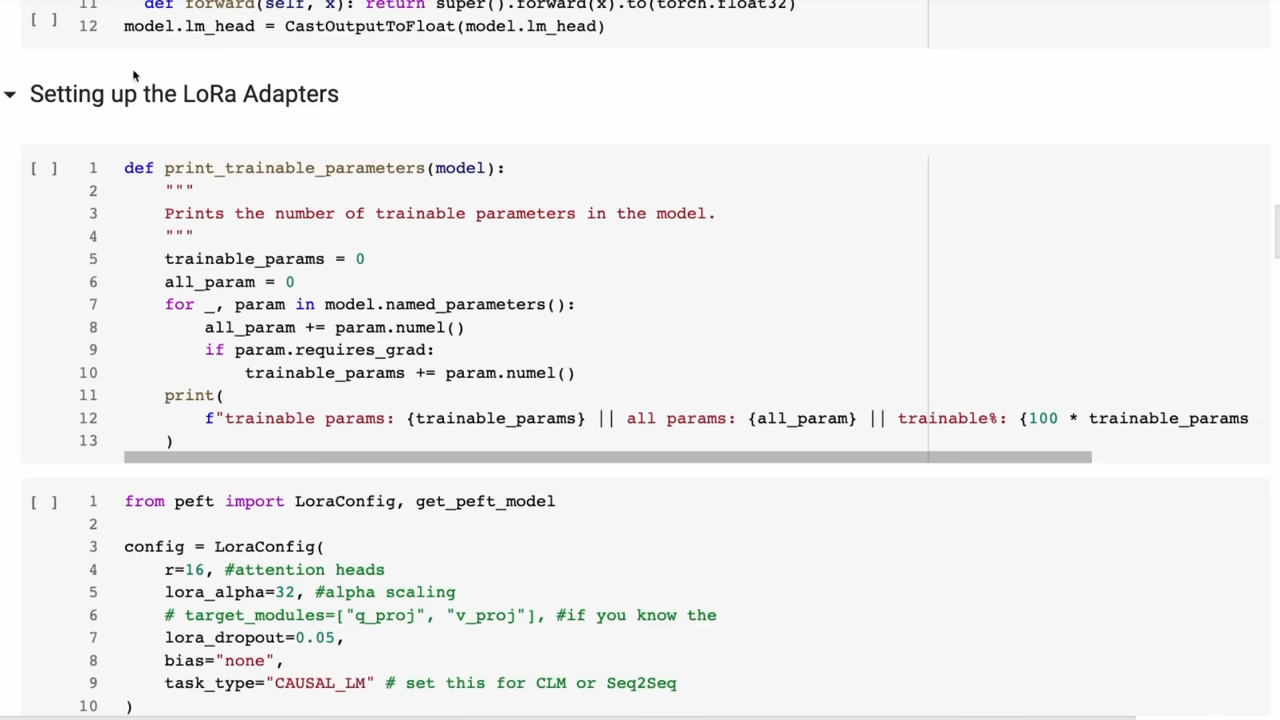 11 def forward(self, x): return super().forward(x).to(torch.float32)
[ ] 12 model.lm_head = CastOutputToFloat(model.lm_head)
Setting up the LoRa Adapters
[ ] 1 def print_trainable_parameters(model):
2 """
3 Prints the number of trainable parameters in the model.
4 """
5 trainable_params = 0
6 all_param = 0
7 for _, param in model.named_parameters():
8 all_param += param.numel()
9 if param.requires_grad:
10 trainable_params += param.numel()
11 print(
12 f"trainable params: {trainable_params} || all params: {all_param} || trainable%: {100 * trainable_params
13 )
[ ] 1 from peft import LoraConfig, get_peft_model
2
3 config = LoraConfig(
4 r=16, #attention heads
5 lora_alpha=32, #alpha scaling
6 # target_modules=["q_proj", "v_proj"], #if you know the
7 lora_dropout=0.05,
8 bias="none",
9 task_type="CAUSAL_LM" # set this for CLM or Seq2Seq
10 )